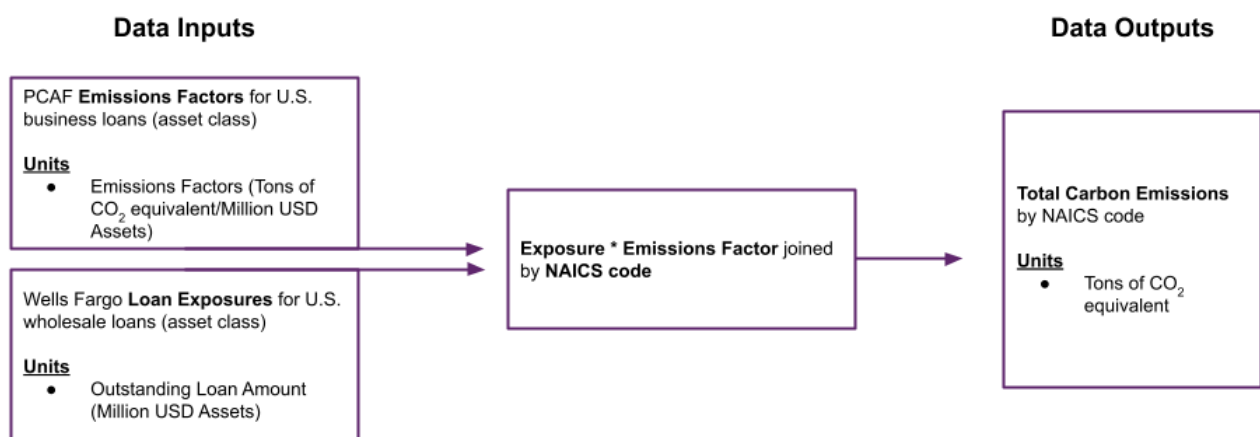 Data Inputs
PCAF Emissions Factors for U.S.
business loans (asset class)
Units
● Emissions Factors (Tons of
CO₂ equivalent/Million USD
Assets)
Wells Fargo Loan Exposures for U.S.
wholesale loans (asset class)
Units
● Outstanding Loan Amount
(Million USD Assets)
Exposure * Emissions Factor joined
by NAICS code
Data Outputs
Total Carbon Emissions
by NAICS code
Units
● Tons of CO₂
equivalent